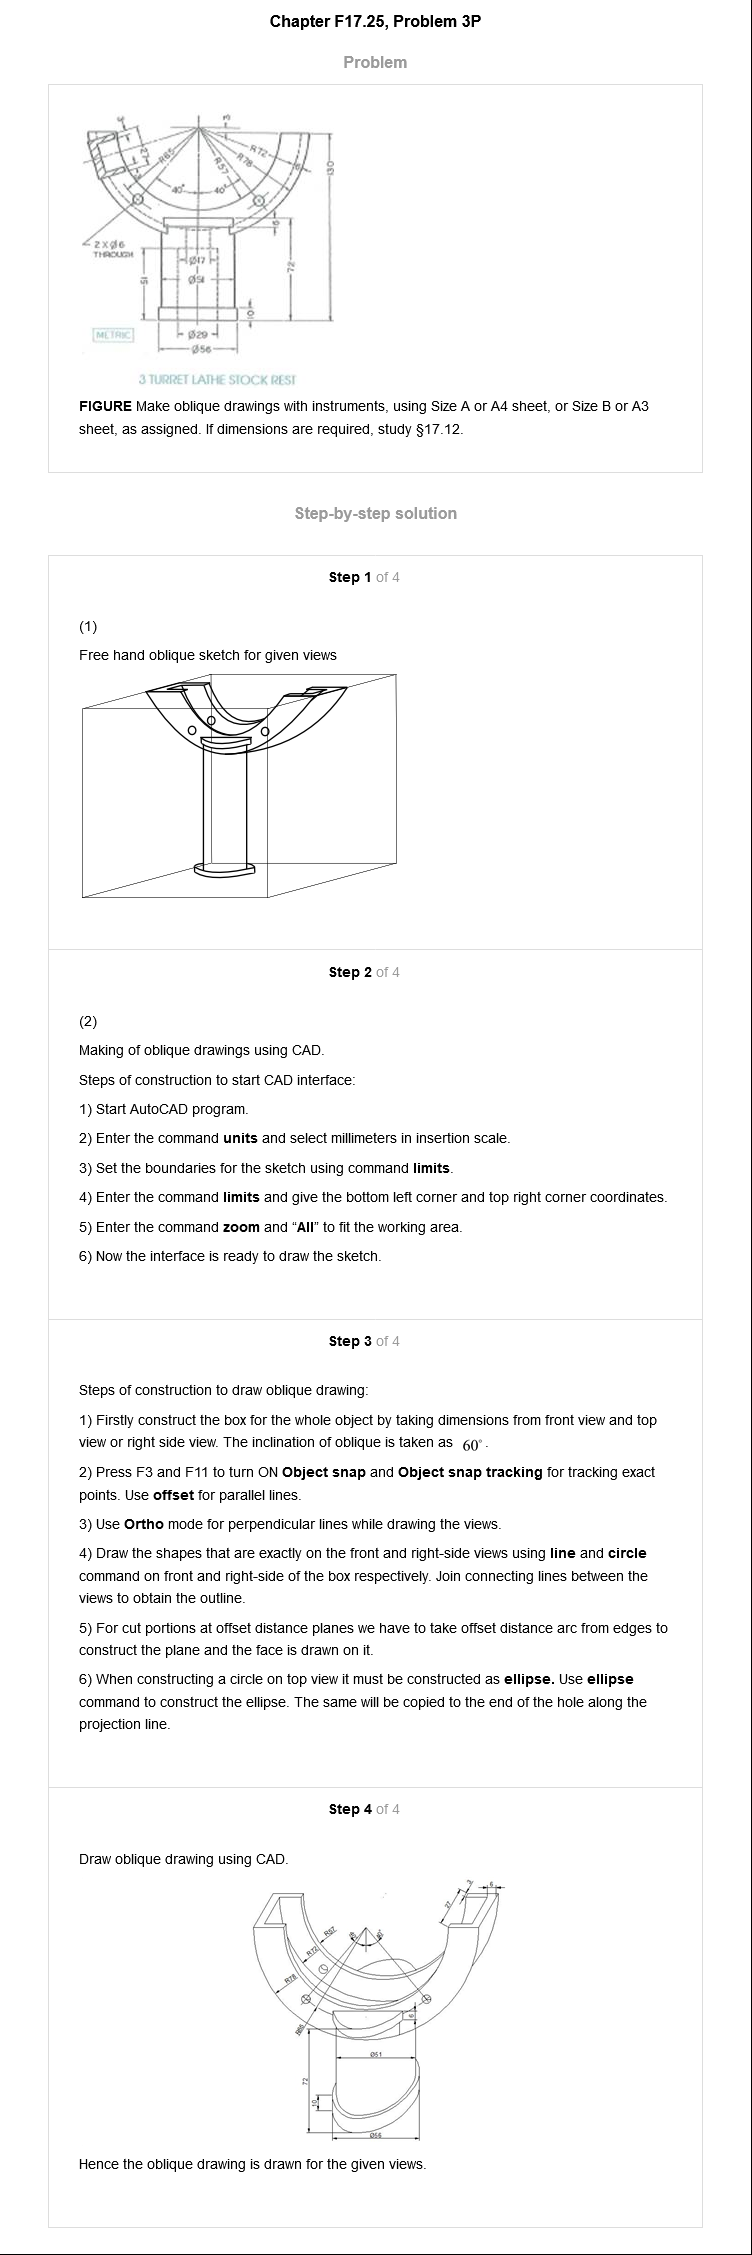 Chapter F17.25, Problem 3P
Problem
3
3
27
R65
R72
R78
R57
6
40°
40°
130
2 X Ø6
THROUGH
6
Ø17
72
51
Ø51
10
METRIC
Ø29
Ø56
3 TURRET LATHE STOCK REST
FIGURE Make oblique drawings with instruments, using Size A or A4 sheet, or Size B or A3
sheet, as assigned. If dimensions are required, study §17.12.
Step-by-step solution
Step 1 of 4
(1)
Free hand oblique sketch for given views
Step 2 of 4
(2)
Making of oblique drawings using CAD.
Steps of construction to start CAD interface:
1) Start AutoCAD program.
2) Enter the command units and select millimeters in insertion scale.
3) Set the boundaries for the sketch using command limits.
4) Enter the command limits and give the bottom left corner and top right corner coordinates.
5) Enter the command zoom and “All” to fit the working area.
6) Now the interface is ready to draw the sketch.
Step 3 of 4
Steps of construction to draw oblique drawing:
1) Firstly construct the box for the whole object by taking dimensions from front view and top
view or right side view. The inclination of oblique is taken as 60° .
2) Press F3 and F11 to turn ON Object snap and Object snap tracking for tracking exact
points. Use offset for parallel lines.
3) Use Ortho mode for perpendicular lines while drawing the views.
4) Draw the shapes that are exactly on the front and right-side views using line and circle
command on front and right-side of the box respectively. Join connecting lines between the
views to obtain the outline.
5) For cut portions at offset distance planes we have to take offset distance arc from edges to
construct the plane and the face is drawn on it.
6) When constructing a circle on top view it must be constructed as ellipse. Use ellipse
command to construct the ellipse. The same will be copied to the end of the hole along the
projection line.
Step 4 of 4
Draw oblique drawing using CAD.
3
6
27
R57
R72
R78
R65
6
Ø51
72
10
Ø56
Hence the oblique drawing is drawn for the given views.